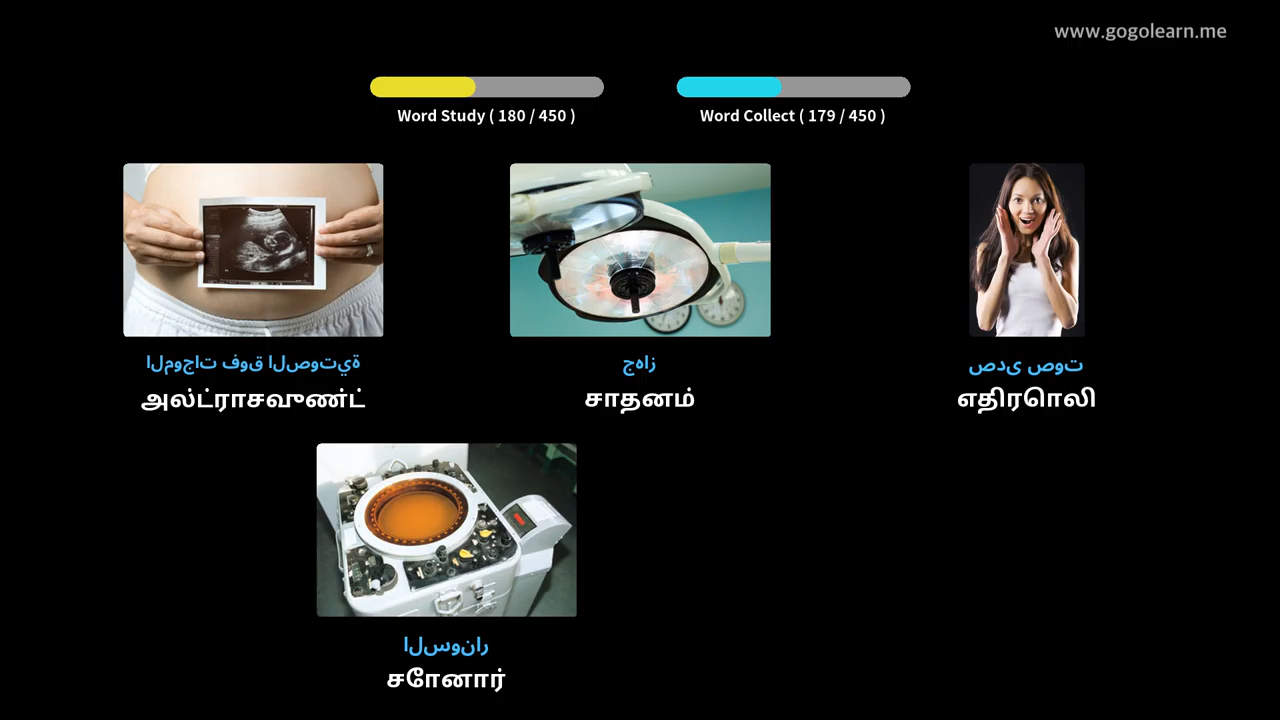 www.gogolearn.me
Word Study ( 180 / 450 )
Word Collect ( 179 / 450 )
الموجات فوق الصوتية
அல்ட்ராசவுண்ட்
جهاز
சாதனம்
صدى صوت
எதிரொலி
السونار
சோனார்